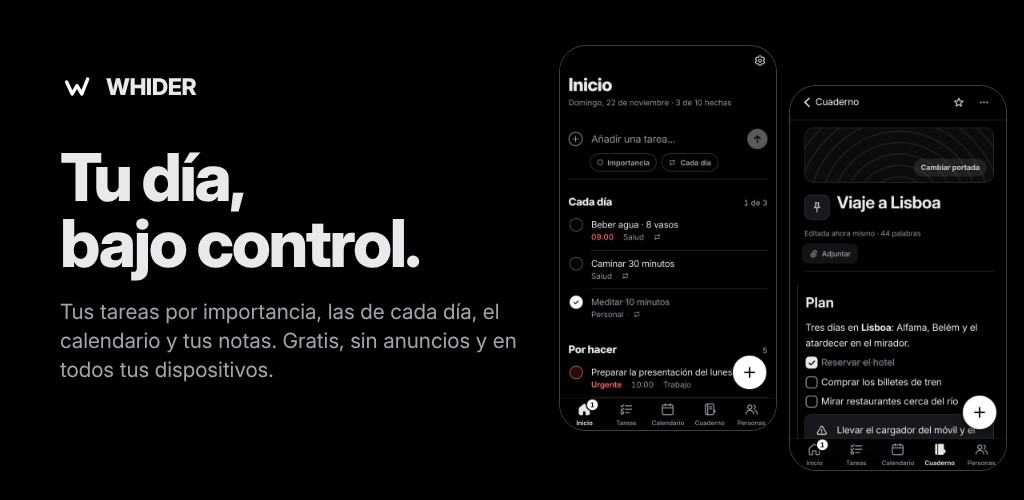 WHIDER
Tu día,
bajo control.
Tus tareas por importancia, las de cada día, el
calendario y tus notas. Gratis, sin anuncios y en
todos tus dispositivos.
Inicio
Domingo, 22 de noviembre · 3 de 10 hechas
Añadir una tarea...
Importancia
Cada día
Cada día
1 de 3
Beber agua · 8 vasos
09:00 · Salud ·
Caminar 30 minutos
Salud ·
Meditar 10 minutos
Personal ·
Por hacer
5
Preparar la presentación del lunes
Urgente · 10:00 · Trabajo
1
Inicio
Tareas
Calendario
Cuaderno
Personas
Cuaderno
Cambiar portada
Viaje a Lisboa
Editada ahora mismo · 44 palabras
Adjuntar
Plan
Tres días en Lisboa: Alfama, Belém y el
atardecer en el mirador.
Reservar el hotel
Comprar los billetes de tren
Mirar restaurantes cerca del río
Llevar el cargador del móvil y el
1
Inicio
Tareas
Calendario
Cuaderno
Personas